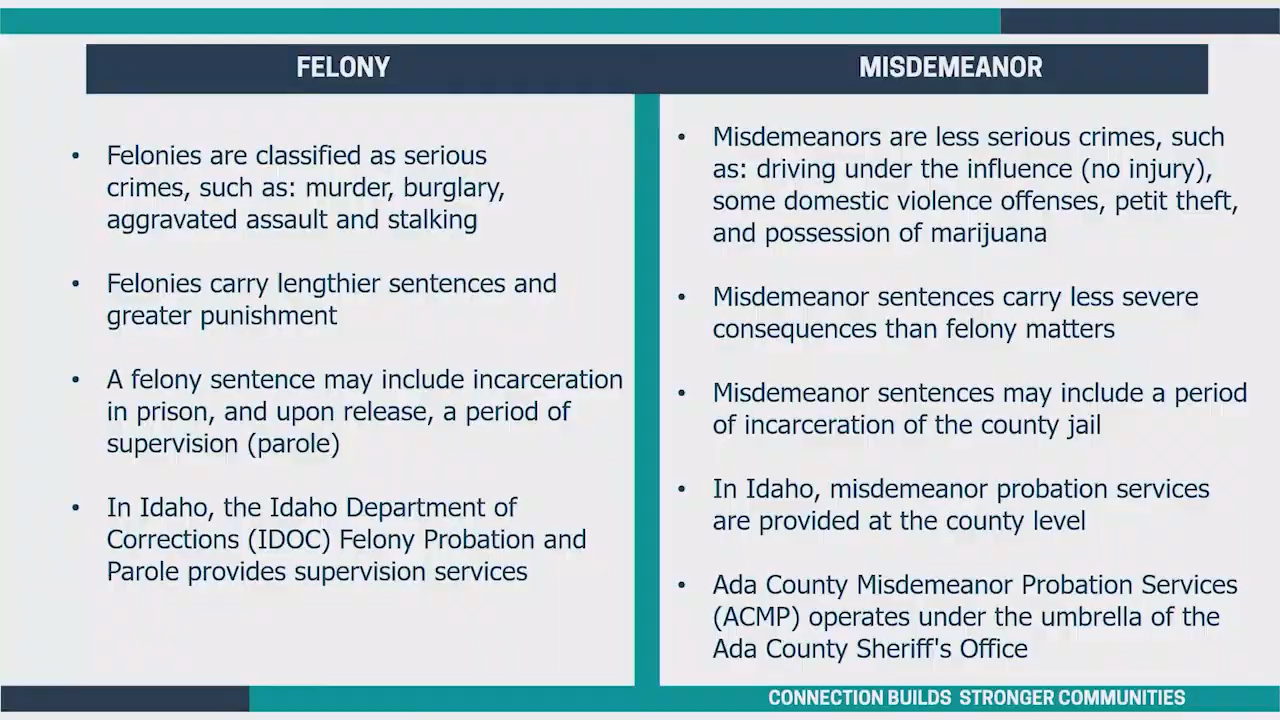 FELONY
• Felonies are classified as serious
crimes, such as: murder, burglary,
aggravated assault and stalking
• Felonies carry lengthier sentences and
greater punishment
• A felony sentence may include incarceration
in prison, and upon release, a period of
supervision (parole)
• In Idaho, the Idaho Department of
Corrections (IDOC) Felony Probation and
Parole provides supervision services
MISDEMEANOR
• Misdemeanors are less serious crimes, such
as: driving under the influence (no injury),
some domestic violence offenses, petit theft,
and possession of marijuana
• Misdemeanor sentences carry less severe
consequences than felony matters
• Misdemeanor sentences may include a period
of incarceration of the county jail
• In Idaho, misdemeanor probation services
are provided at the county level
• Ada County Misdemeanor Probation Services
(ACMP) operates under the umbrella of the
Ada County Sheriff's Office
CONNECTION BUILDS STRONGER COMMUNITIES